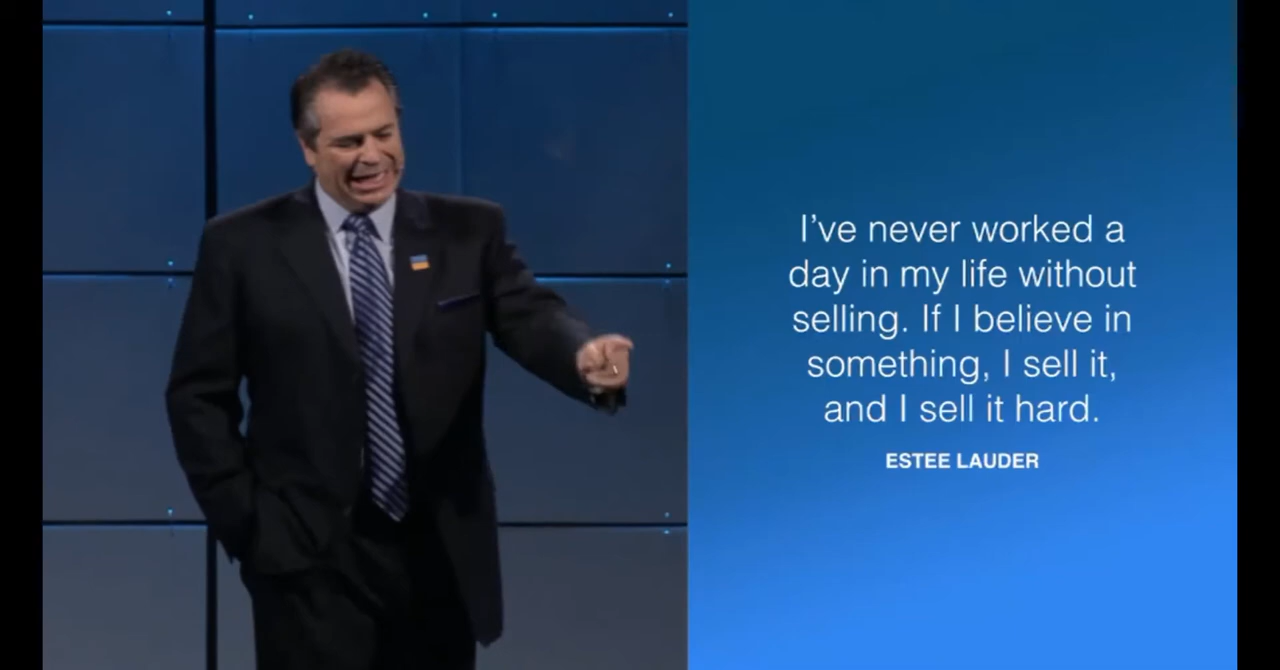 I’ve never worked a
day in my life without
selling. If I believe in
something, I sell it,
and I sell it hard.
ESTEE LAUDER